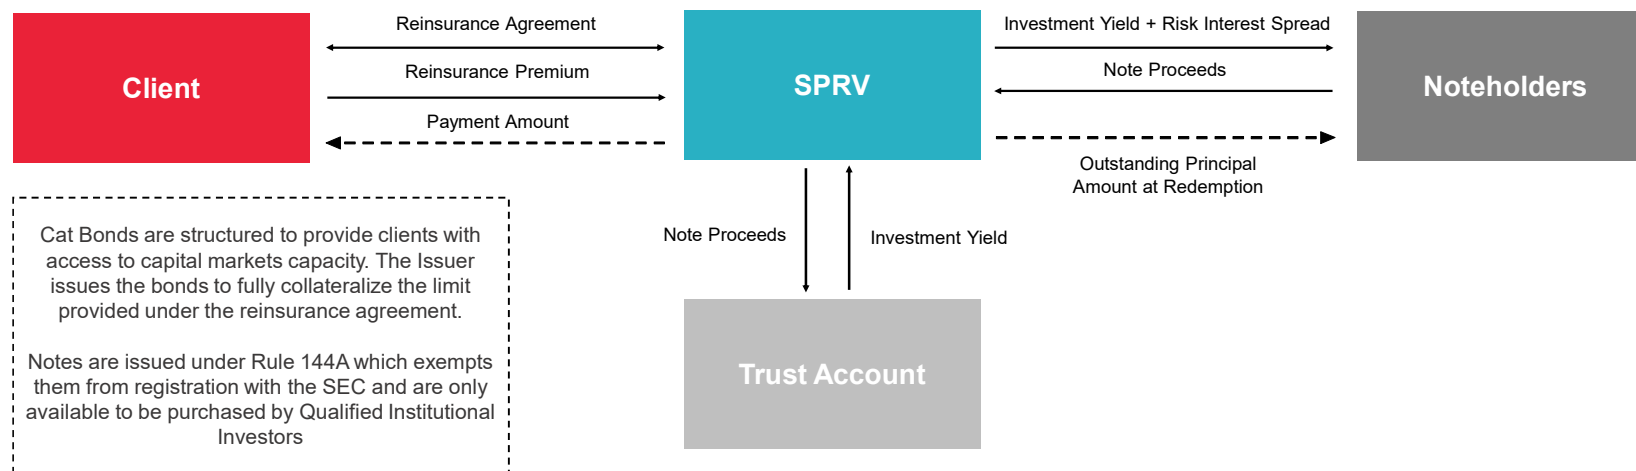 Client
Reinsurance Agreement
Reinsurance Premium
Payment Amount
SPRV
Investment Yield + Risk Interest Spread
Note Proceeds
Outstanding Principal
Amount at Redemption
Noteholders
Note Proceeds
Investment Yield
Trust Account
Cat Bonds are structured to provide clients with
access to capital markets capacity. The Issuer
issues the bonds to fully collateralize the limit
provided under the reinsurance agreement.
Notes are issued under Rule 144A which exempts
them from registration with the SEC and are only
available to be purchased by Qualified Institutional
Investors